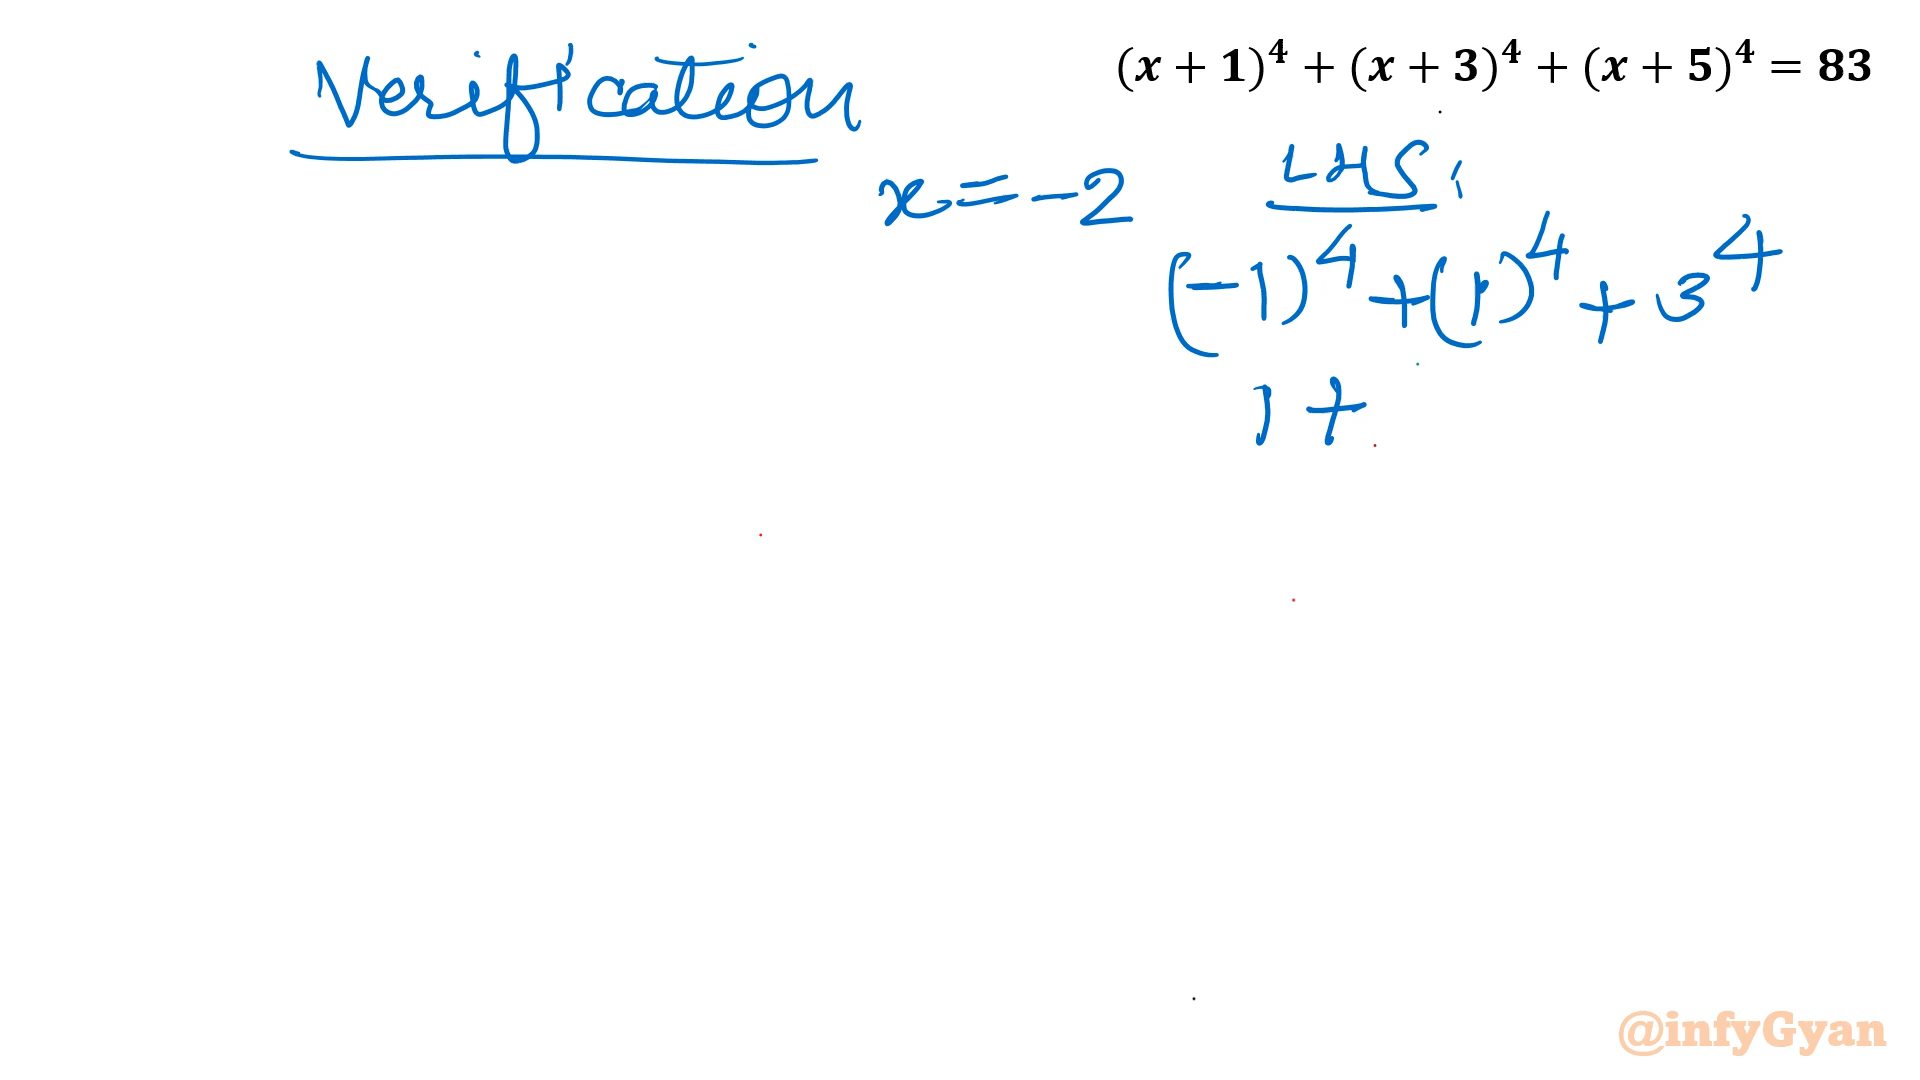 Verification
(x + 1)⁴ + (x + 3)⁴ + (x + 5)⁴ = 83
x = -2
LHS:
(-1)⁴ + (1)⁴ + 3⁴
1 +
@infyGyan